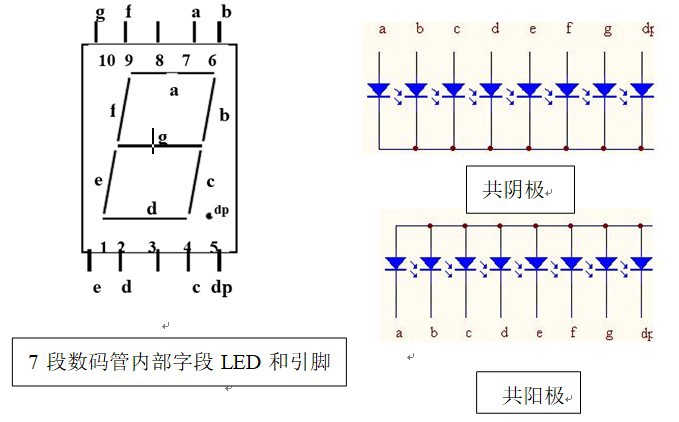 g f a b
10 9 8 7 6
a
f b
g
e c
d
dp
1 2 3 4 5
e d c dp
7 段数码管内部字段 LED 和引脚
a b c d e f g dp
共阴极
a b c d e f g dp
共阳极